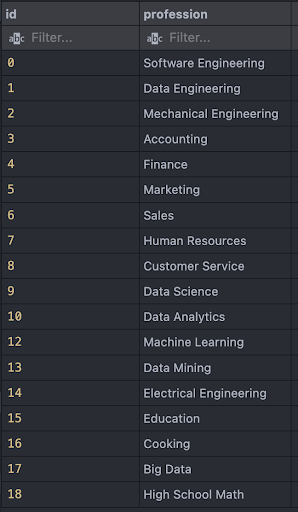 id profession
abc Filter... abc Filter...
0 Software Engineering
1 Data Engineering
2 Mechanical Engineering
3 Accounting
4 Finance
5 Marketing
6 Sales
7 Human Resources
8 Customer Service
9 Data Science
10 Data Analytics
12 Machine Learning
13 Data Mining
14 Electrical Engineering
15 Education
16 Cooking
17 Big Data
18 High School Math